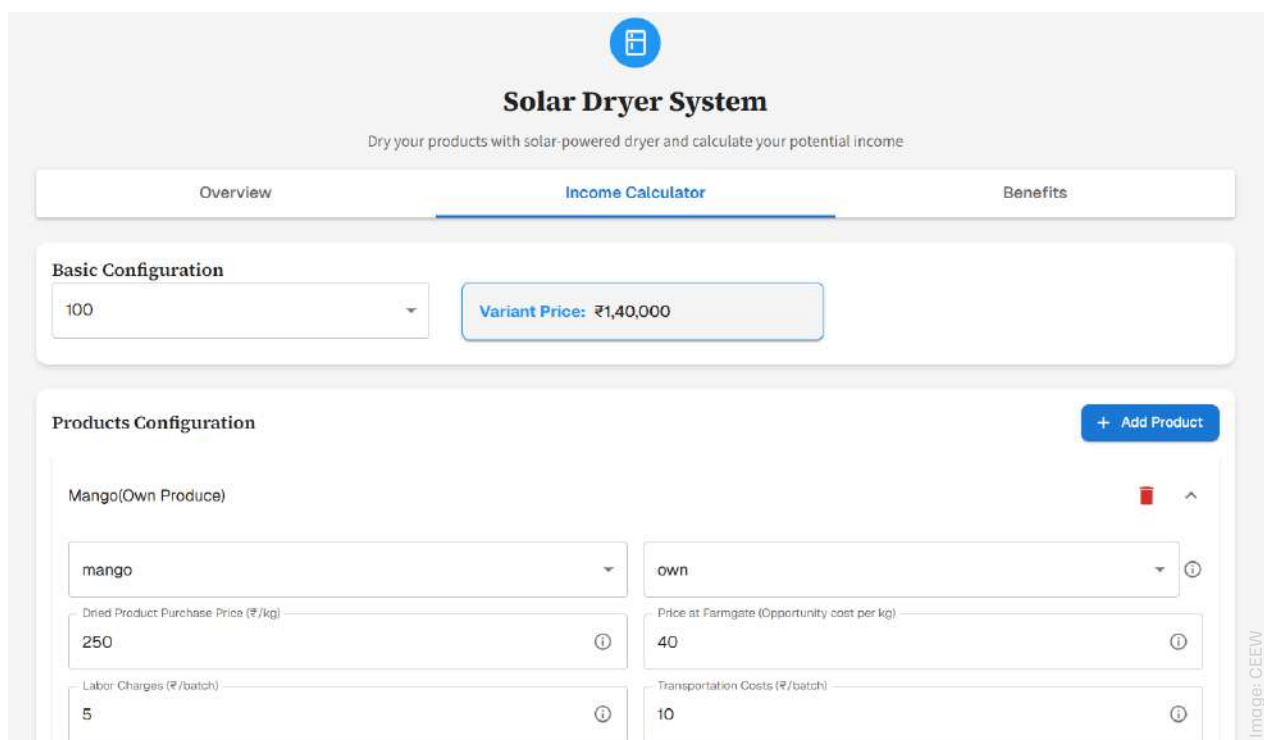 Solar Dryer System
Dry your products with solar-powered dryer and calculate your potential income
Overview Income Calculator Benefits
Basic Configuration
100 Variant Price: ₹1,40,000
Products Configuration + Add Product
Mango(Own Produce)
mango own
Dried Product Purchase Price (₹/kg) Price at Farmgate (Opportunity cost per kg)
250 40
Labor Charges (₹/batch) Transportation Costs (₹/batch)
5 10
Image: CEEW